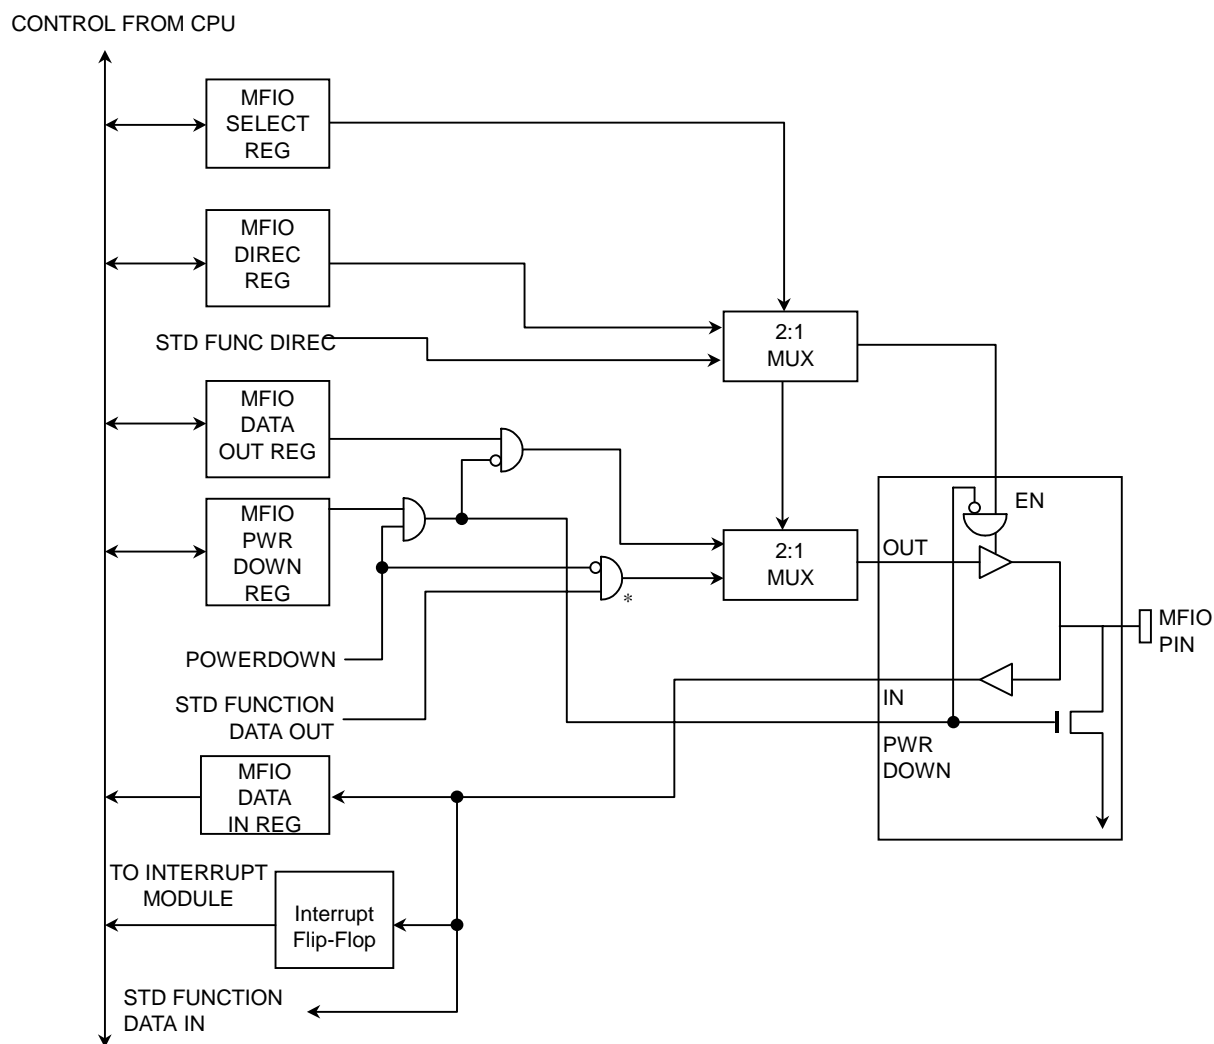 CONTROL FROM CPU
MFIO
SELECT
REG
MFIO
DIREC
REG
STD FUNC DIREC
2:1
MUX
MFIO
DATA
OUT REG
MFIO
PWR
DOWN
REG
EN
OUT
2:1
MUX
*
MFIO
PIN
POWERDOWN
IN
STD FUNCTION
DATA OUT
PWR
DOWN
MFIO
DATA
IN REG
TO INTERRUPT
MODULE
Interrupt
Flip-Flop
STD FUNCTION
DATA IN